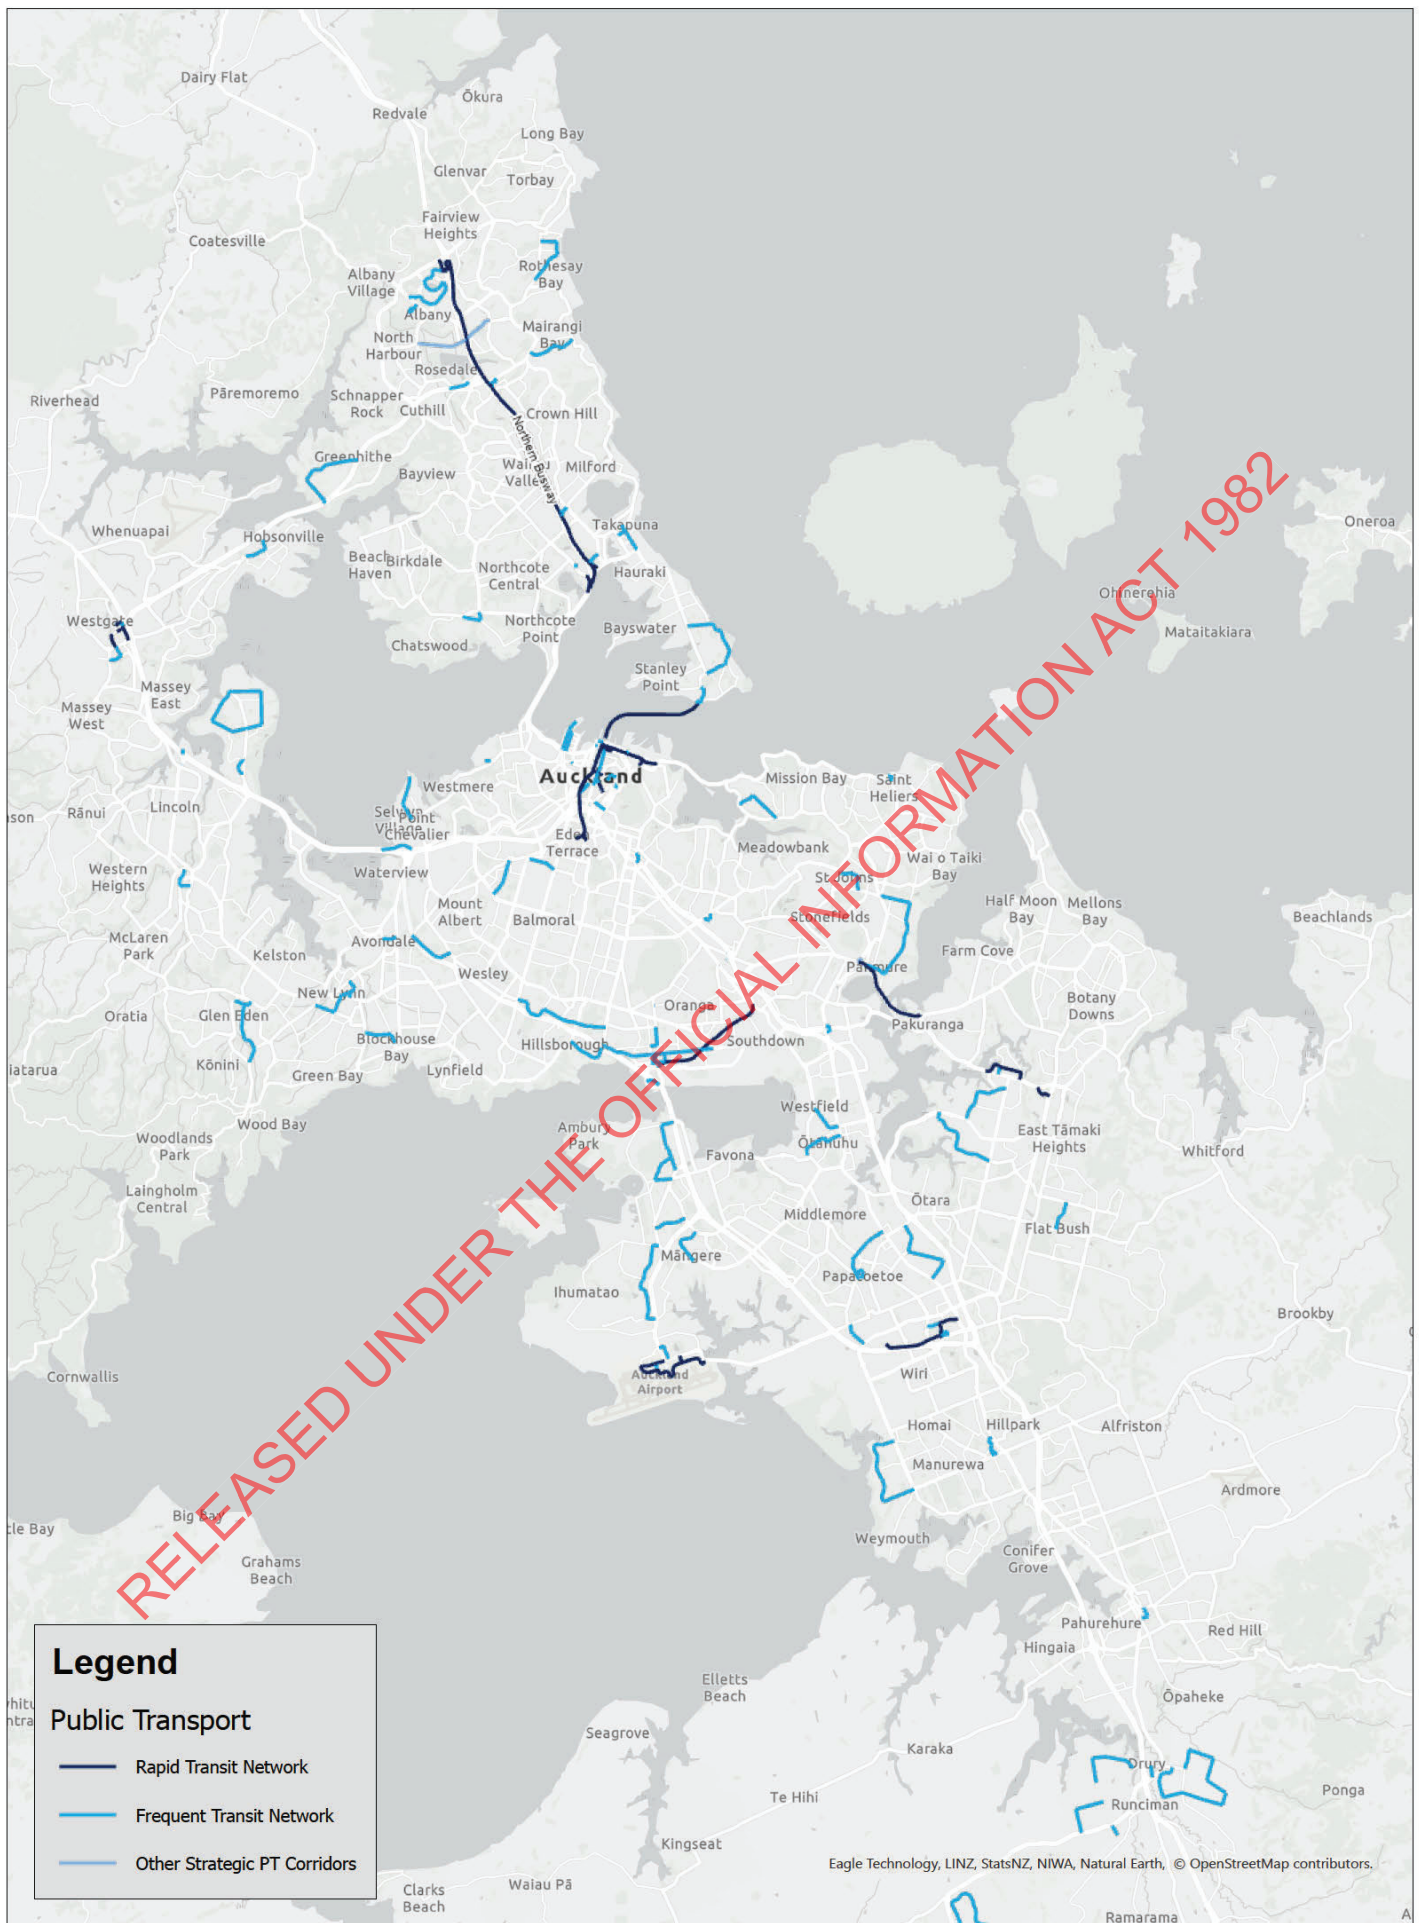 Dairy Flat
Ōkura
Redvale
Long Bay
Glenvar
Torbay
Fairview
Heights
Coatesville
Rothesay
Bay
Albany
Village
Albany
Mairangi
Bay
North
Harbour
Rosedale
Riverhead
Pāremoremo
Schnapper
Rock
Cuthill
Crown Hill
Northern Busway
Greenhithe
Bayview
Milford
Whenuapai
Hobsonville
Takapuna
Oneroa
Beach
Haven
Birkdale
Northcote
Central
Hauraki
Westgate
Northcote
Point
Bayswater
Mataitakiara
Chatswood
Stanley
Point
Massey
East
Massey
West
Auckland
Mission Bay
Saint
Heliers
Westmere
Rānui
Lincoln
Selwyn
Village
Point
Chevalier
Eden
Terrace
Meadowbank
Wai o Taiki
Bay
Waterview
Western
Heights
St Johns
Mount
Albert
Balmoral
Stonefields
Half Moon
Bay
Mellons
Bay
Beachlands
McLaren
Park
Kelston
Avondale
Farm Cove
Wesley
Panmure
New Lynn
Oranga
Botany
Downs
Oratia
Glen Eden
Pakuranga
Blockhouse
Bay
Hillsborough
Southdown
iatarua
Kōnini
Green Bay
Lynfield
Westfield
Wood Bay
Ambury
Park
Ōtāhuhu
East Tāmaki
Heights
Woodlands
Park
Favona
Whitford
Laingholm
Central
Ōtara
Middlemore
Flat Bush
Māngere
Papatoetoe
Ihumatao
Brookby
Cornwallis
Auckland
Airport
Wiri
Homai
Hillpark
Alfriston
Manurewa
Ardmore
Big Bay
tle Bay
Weymouth
Conifer
Grove
Grahams
Beach
Pahurehure
Red Hill
Hingaia
Elletts
Beach
Ōpaheke
Seagrove
Karaka
Drury
Te Hihi
Runciman
Ponga
Kingseat
Clarks
Beach
Waiau Pā
Ramarama
RELEASED UNDER THE OFFICIAL INFORMATION ACT 1982
Legend
Public Transport
Rapid Transit Network
Frequent Transit Network
Other Strategic PT Corridors
Eagle Technology, LINZ, StatsNZ, NIWA, Natural Earth, © OpenStreetMap contributors.